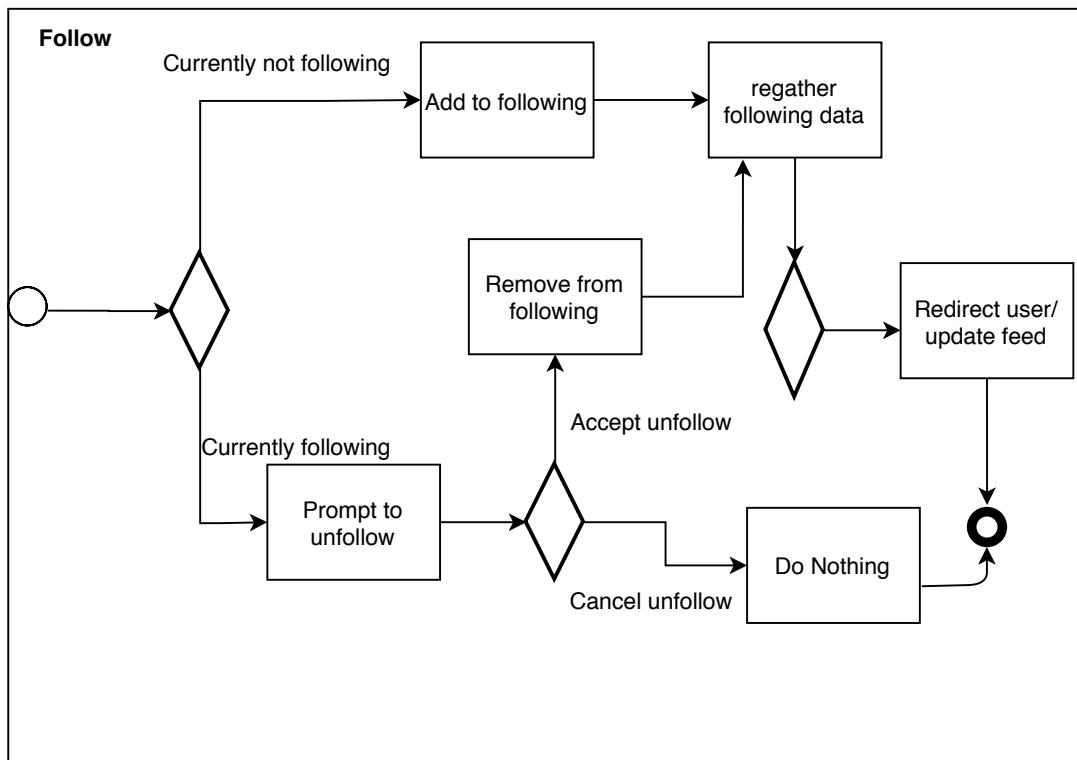 Follow
Currently not following
Add to following
regather
following data
Remove from
following
Redirect user/
update feed
Accept unfollow
Currently following
Prompt to
unfollow
Do Nothing
Cancel unfollow